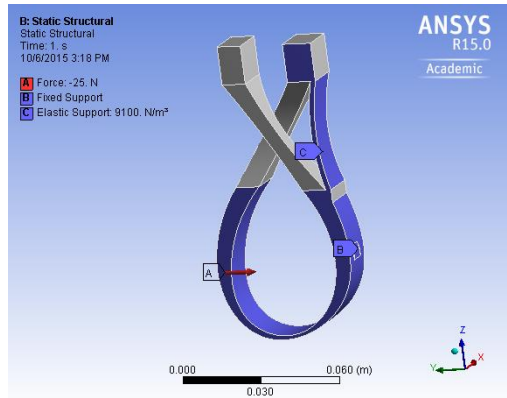 B: Static Structural
Static Structural
Time: 1. s
10/6/2015 3:18 PM
A Force: -25. N
B Fixed Support
C Elastic Support: 9100. N/m³
ANSYS
R15.0
Academic
C
B
A
0.000
0.060 (m)
0.030
Z
Y
X